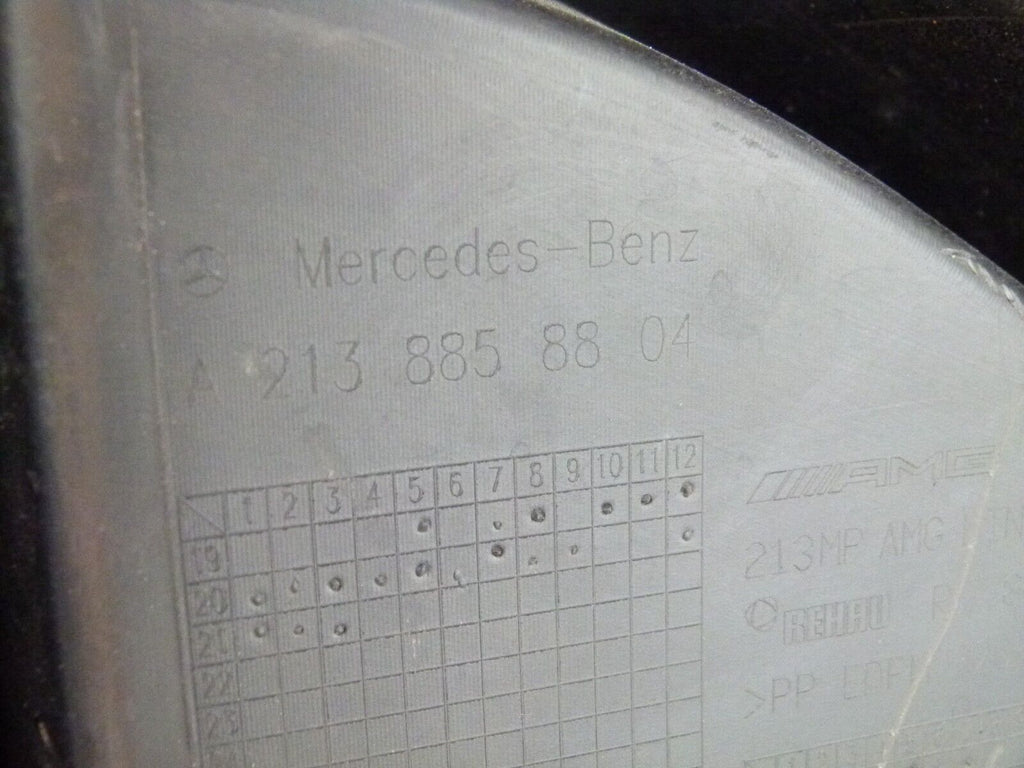 Mercedes-Benz
A 213 885 88 04
1 2 3 4 5 6 7 8 9 10 11 12
19
20
21
22
23
AMG
213MP AMG
REHAU
>PP